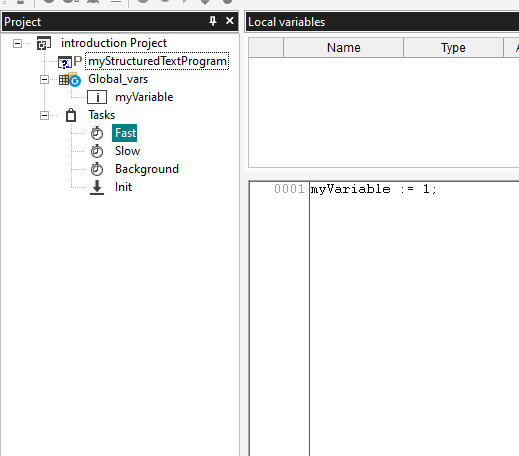 Project
introduction Project
P myStructuredTextProgram
Global_vars
myVariable
Tasks
Fast
Slow
Background
Init
Local variables
Name Type A
0001 myVariable := 1;